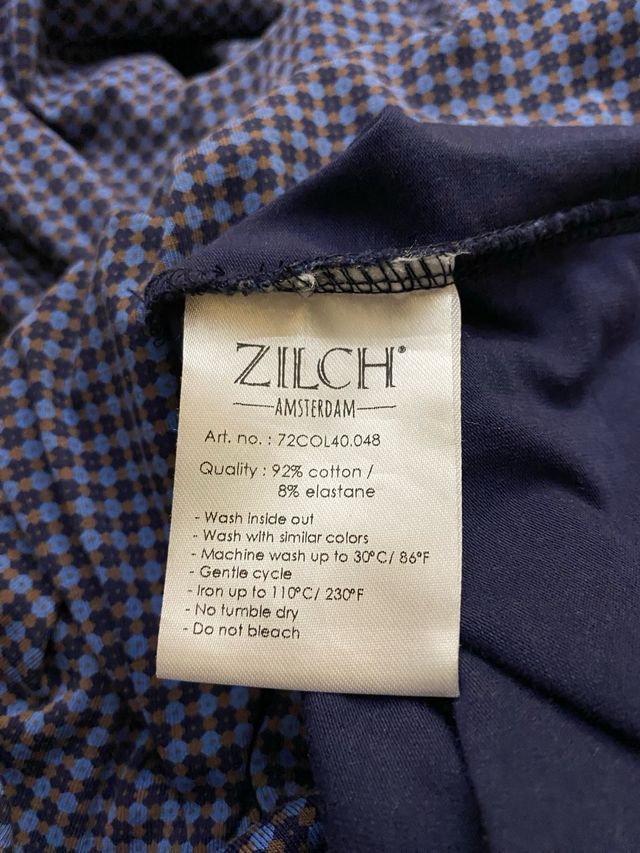 ZILCH®
AMSTERDAM
Art. no. : 72COL40.048
Quality : 92% cotton /
8% elastane
- Wash inside out
- Wash with similar colors
- Machine wash up to 30°C/ 86°F
- Gentle cycle
- Iron up to 110°C/ 230°F
- No tumble dry
- Do not bleach